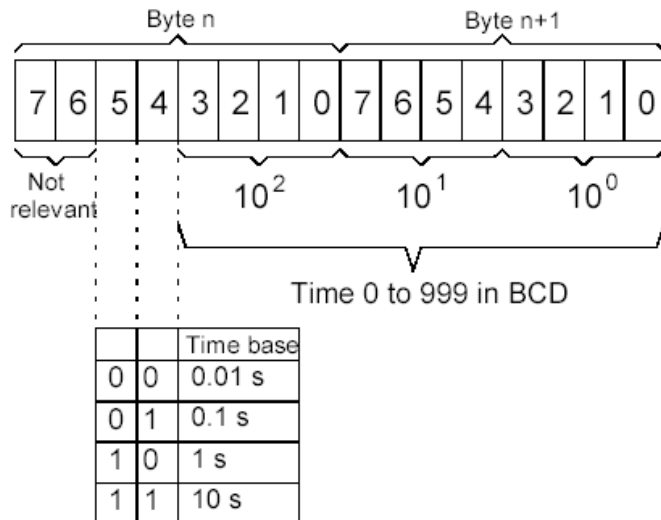 Byte n Byte n+1
7 6 5 4 3 2 1 0 7 6 5 4 3 2 1 0
Not relevant 10² 10¹ 10⁰
Time 0 to 999 in BCD
Time base
0 0 0.01 s
0 1 0.1 s
1 0 1 s
1 1 10 s